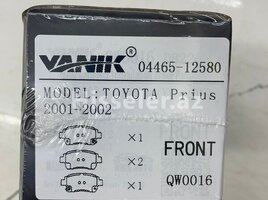 YANIK® 04465-12580
MODEL:TOYOTA Prius
2001-2002
×1
×2 FRONT
×1 QW0016